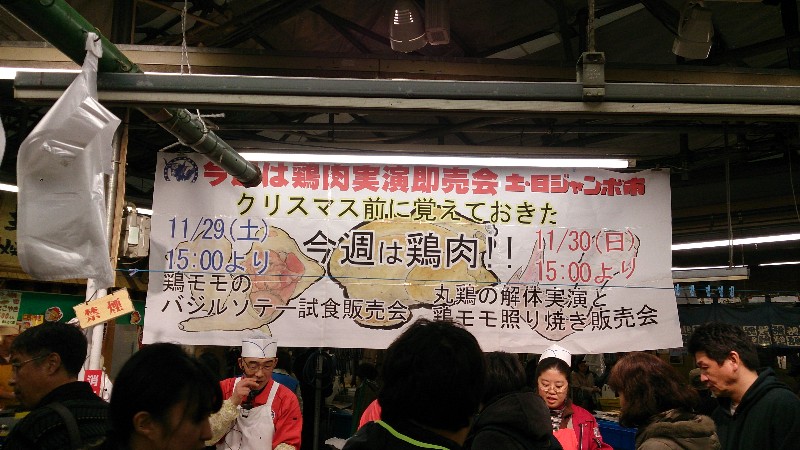 今週は鶏肉実演即売会 土・日ジャンボ市
クリスマス前に覚えておきた
今週は鶏肉!!
11/29(土)
15:00より
鶏モモの
バジルソテー試食販売会
11/30(日)
15:00より
丸鶏の解体実演と
鶏モモ照り焼き販売会
禁煙
消